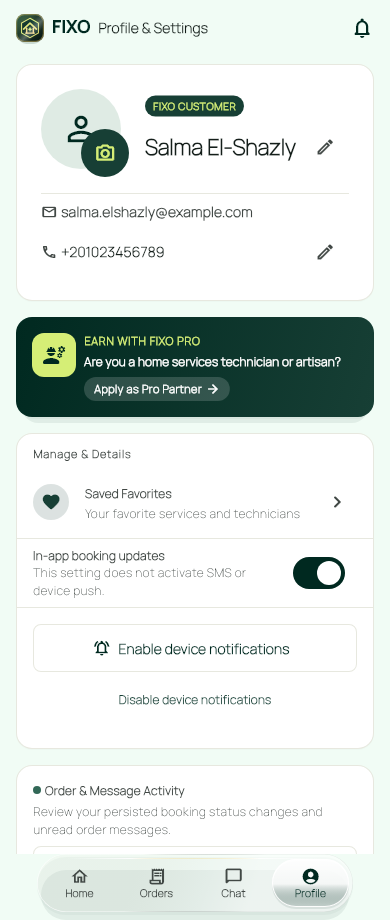 FIXO Profile & Settings
FIXO CUSTOMER
Salma El-Shazly
salma.elshazly@example.com
+201023456789
EARN WITH FIXO PRO
Are you a home services technician or artisan?
Apply as Pro Partner →
Manage & Details
Saved Favorites
Your favorite services and technicians
In-app booking updates
This setting does not activate SMS or
device push.
Enable device notifications
Disable device notifications
Order & Message Activity
Review your persisted booking status changes and
unread order messages.
Home Orders Chat Profile